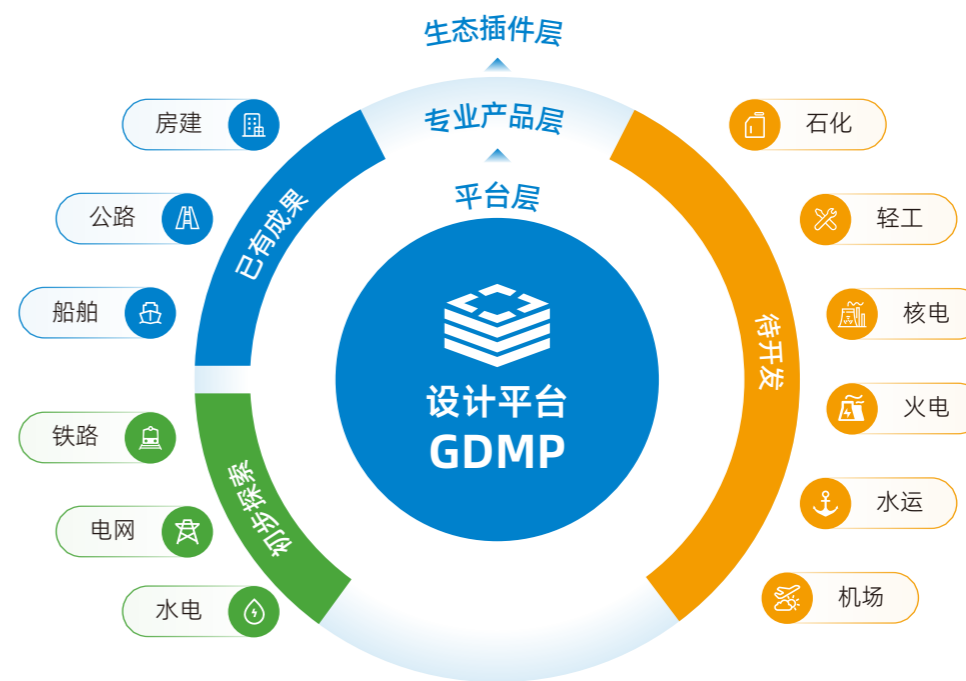 生态插件层
专业产品层
平台层
设计平台
GDMP
已有成果
房建
公路
船舶
初步探索
铁路
电网
水电
待开发
石化
轻工
核电
火电
水运
机场